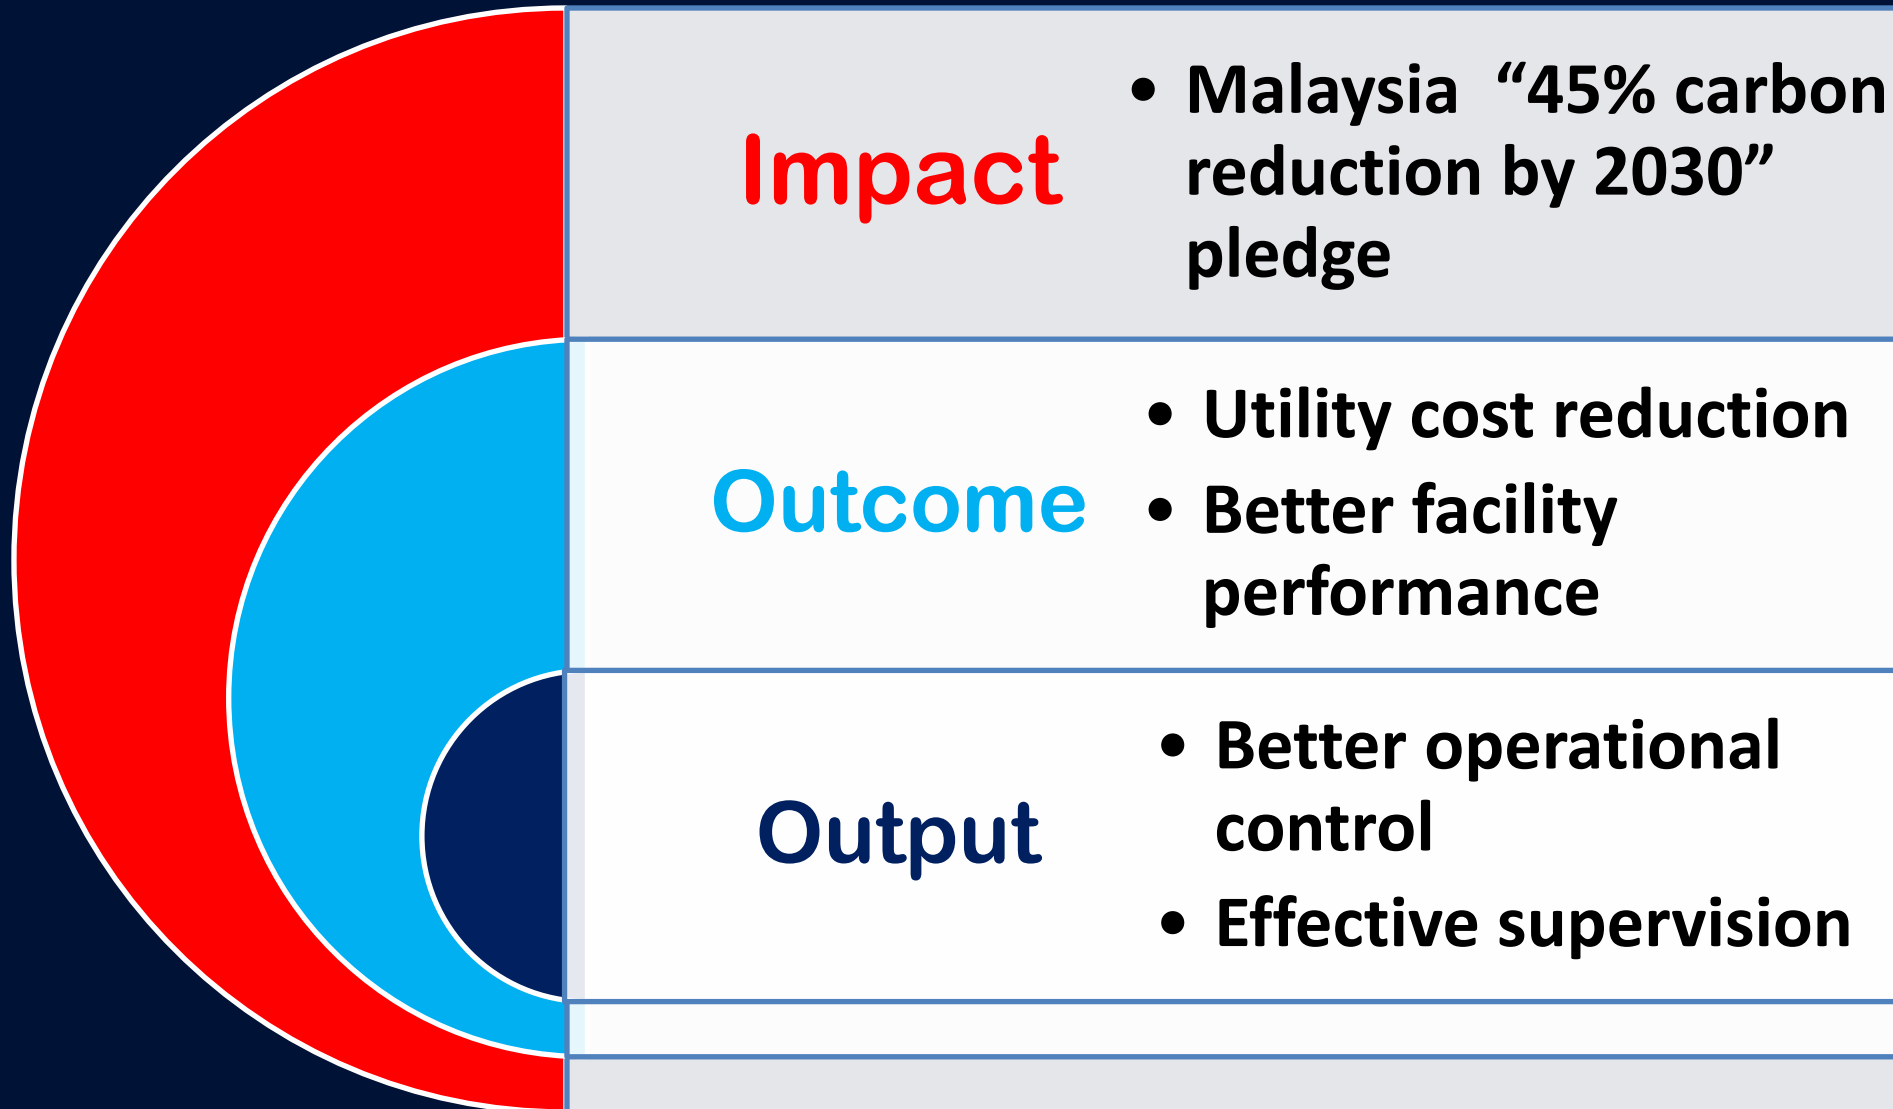 Impact
• Malaysia “45% carbon
reduction by 2030”
pledge
Outcome
• Utility cost reduction
• Better facility
performance
Output
• Better operational
control
• Effective supervision